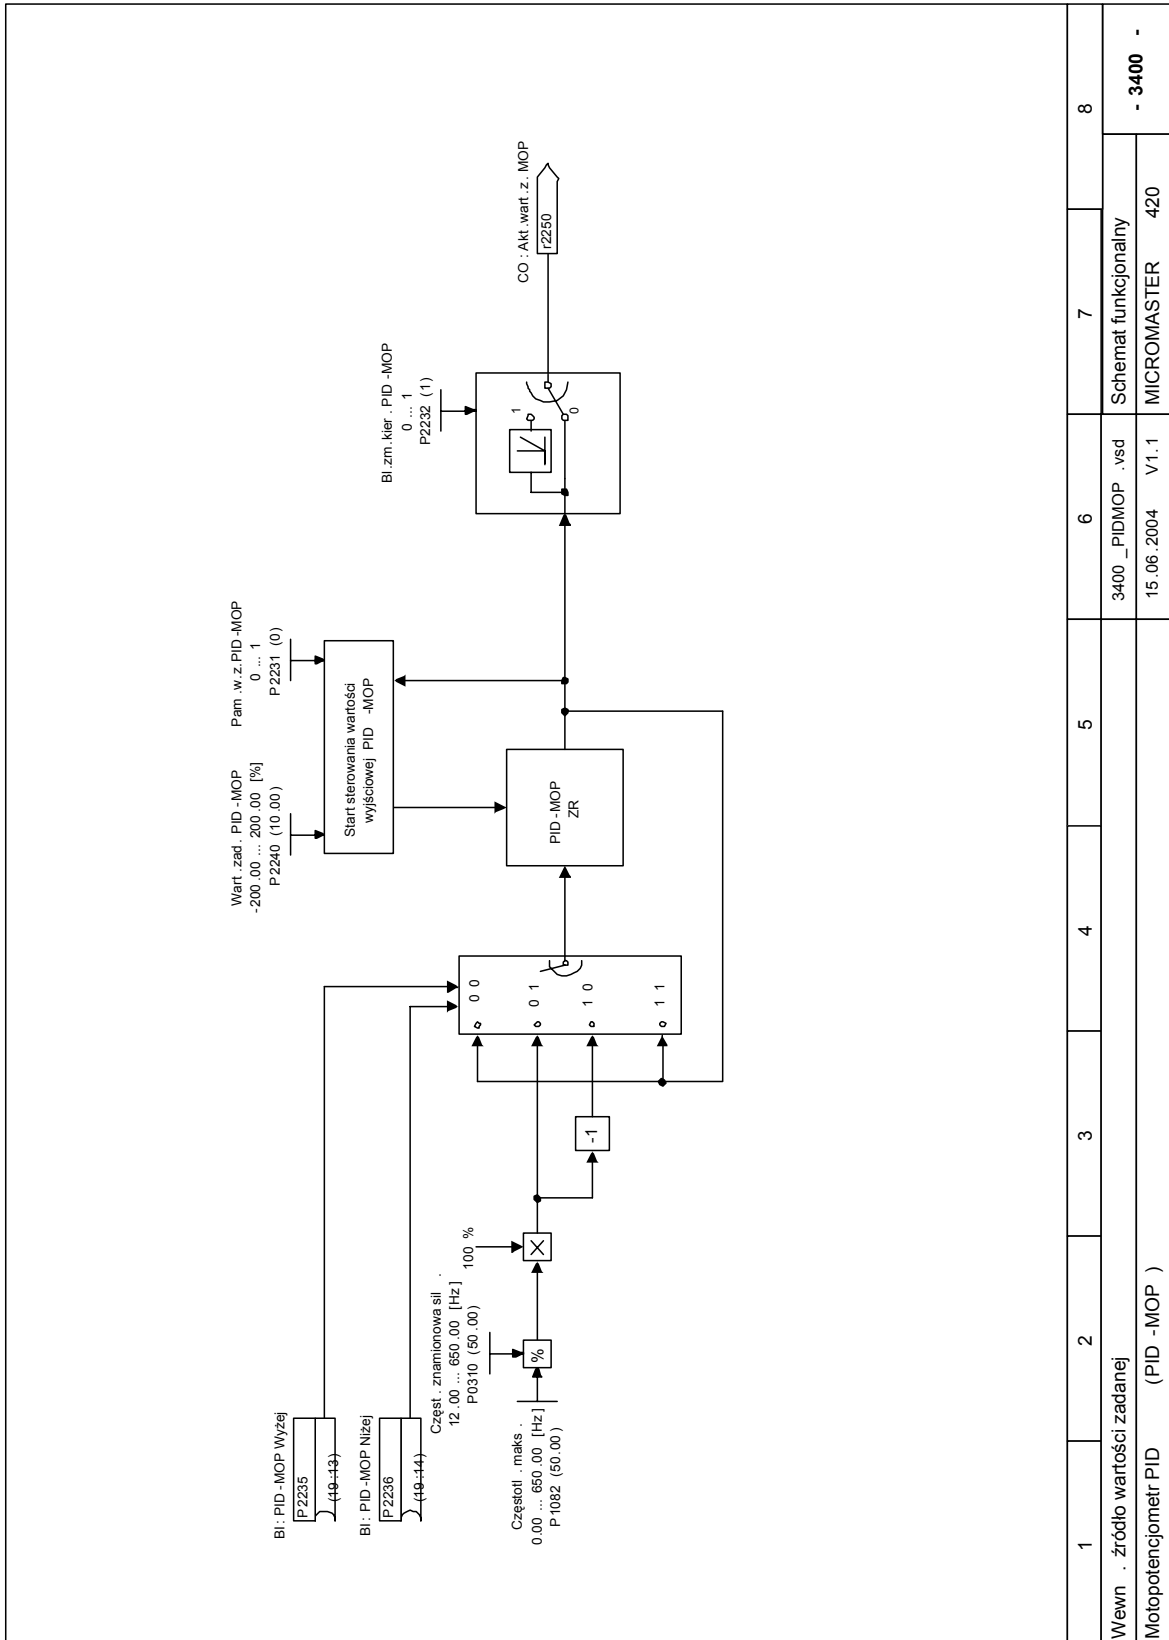 BI: PID-MOP Wyżej
P2235
(19:13)
BI: PID-MOP Niżej
P2236
(19:14)
Częst . znamionowa sil .
12.00 ... 650.00 [Hz]
P0310 (50.00)
Częstotl . maks .
0.00 ... 650.00 [Hz]
P1082 (50.00)
%
100 %
X
-1
0 0
0 1
1 0
1 1
Wart .zad . PID -MOP
-200.00 ... 200.00 [%]
P2240 (10.00)
Pam .w.z.PID-MOP
0 ... 1
P2231 (0)
Start sterowania wartości
wyjściowej PID -MOP
PID-MOP
ZR
Bl.zm.kier . PID -MOP
0 ... 1
P2232 (1)
1
0
CO : Akt .wart .z . MOP
r2250
1 2 3 4 5 6 7 8
Wewn . źródło wartości zadanej 3400 _PIDMOP .vsd Schemat funkcjonalny - 3400 -
Motopotencjometr PID (PID -MOP ) 15.06.2004 V1.1 MICROMASTER 420